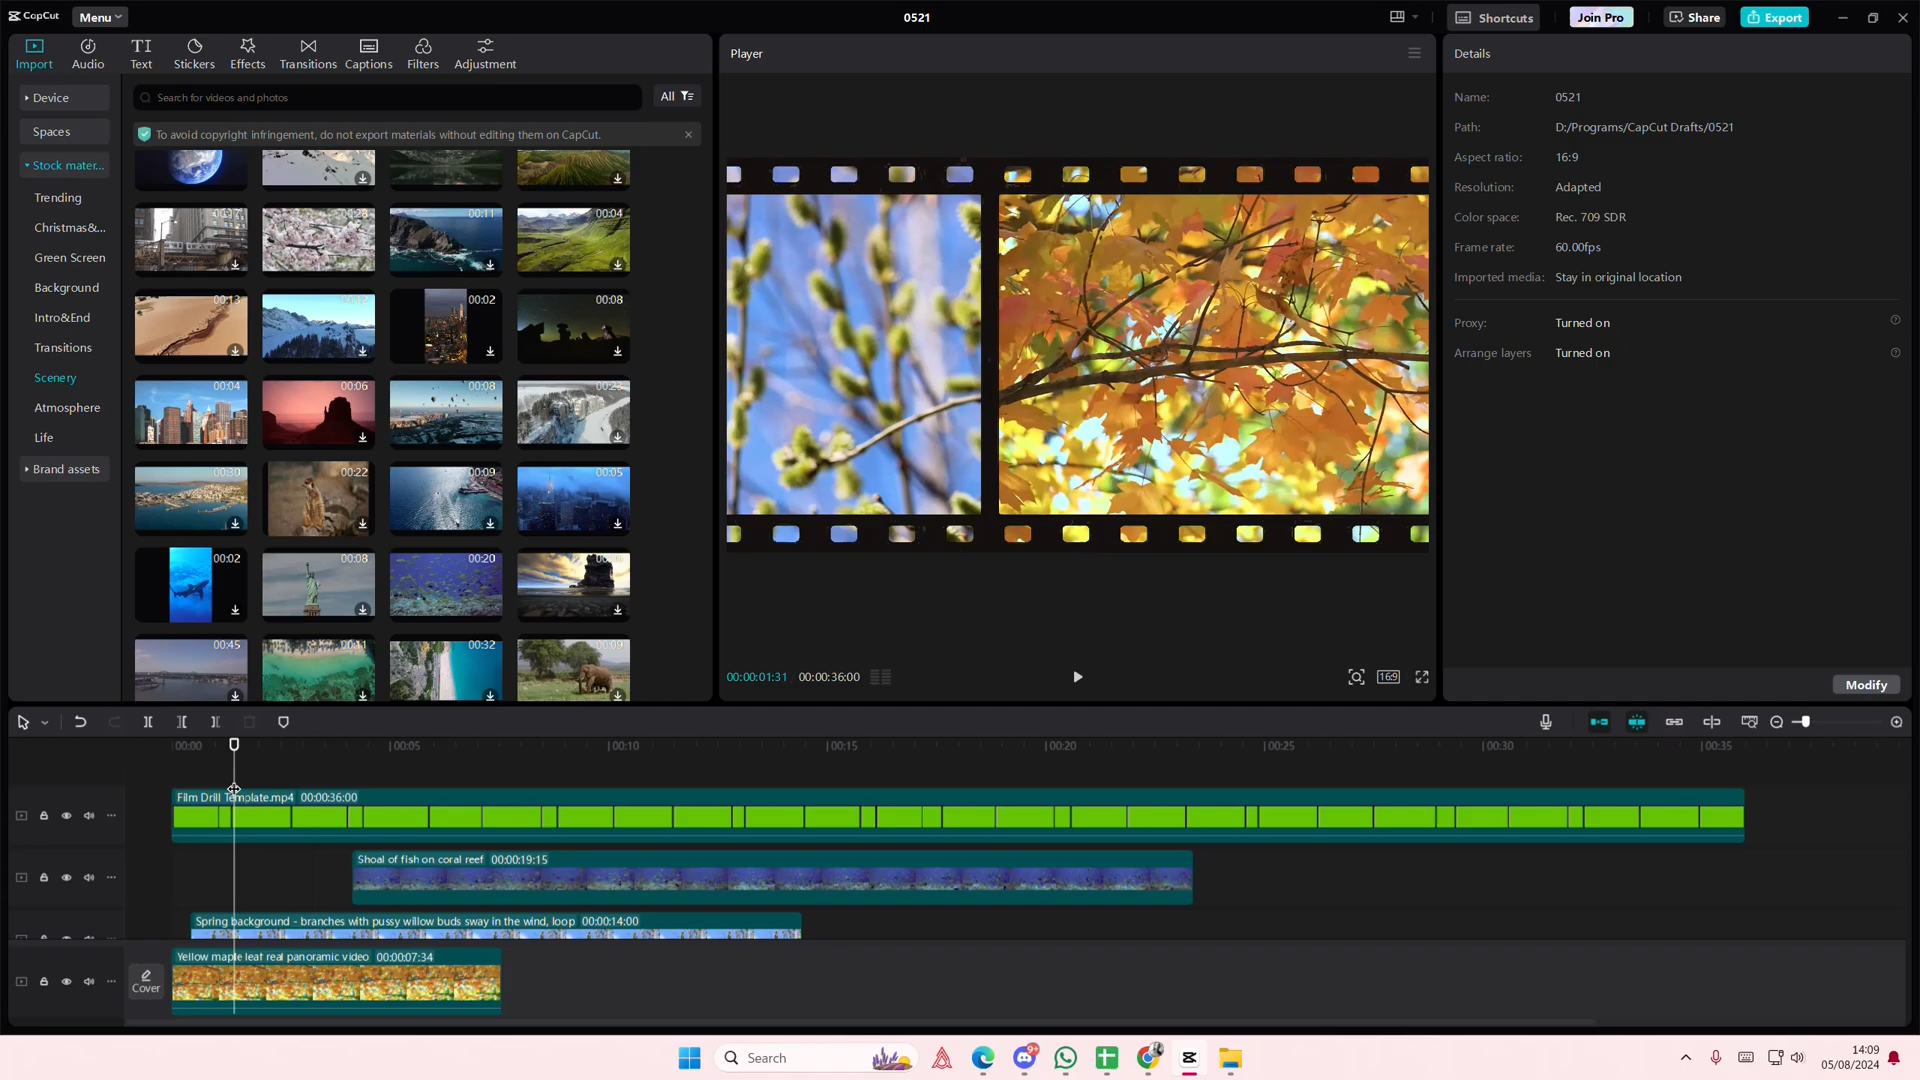 CapCut
Menu
0521
Shortcuts
Join Pro
Share
Export
Import
Audio
Text
Stickers
Effects
Transitions
Captions
Filters
Adjustment
Device
Spaces
Stock mater...
Trending
Christmas&...
Green Screen
Background
Intro&End
Transitions
Scenery
Atmosphere
Life
Brand assets
Search for videos and photos
All
To avoid copyright infringement, do not export materials without editing them on CapCut.
00:11 00:04
00:13 00:02 00:08
00:04 00:06 00:08 00:23
00:30 00:22 00:09 00:05
00:02 00:08 00:20
00:45 00:11 00:32 00:09
Player
00:00:01:31 / 00:00:36:00
16:9
Details
Name: 0521
Path: D:/Programs/CapCut Drafts/0521
Aspect ratio: 16:9
Resolution: Adapted
Color space: Rec. 709 SDR
Frame rate: 60.00fps
Imported media: Stay in original location
Proxy: Turned on
Arrange layers Turned on
Modify
00:00 00:05 00:10 00:15 00:20 00:25 00:30 00:35
Film Drill Template.mp4 00:00:36:00
Shoal of fish on coral reef 00:00:19:15
Spring background - branches with pussy willow buds sway in the wind, loop 00:00:14:00
Yellow maple leaf real panoramic video 00:00:07:34
Cover
Search
9+
14:09
05/08/2024